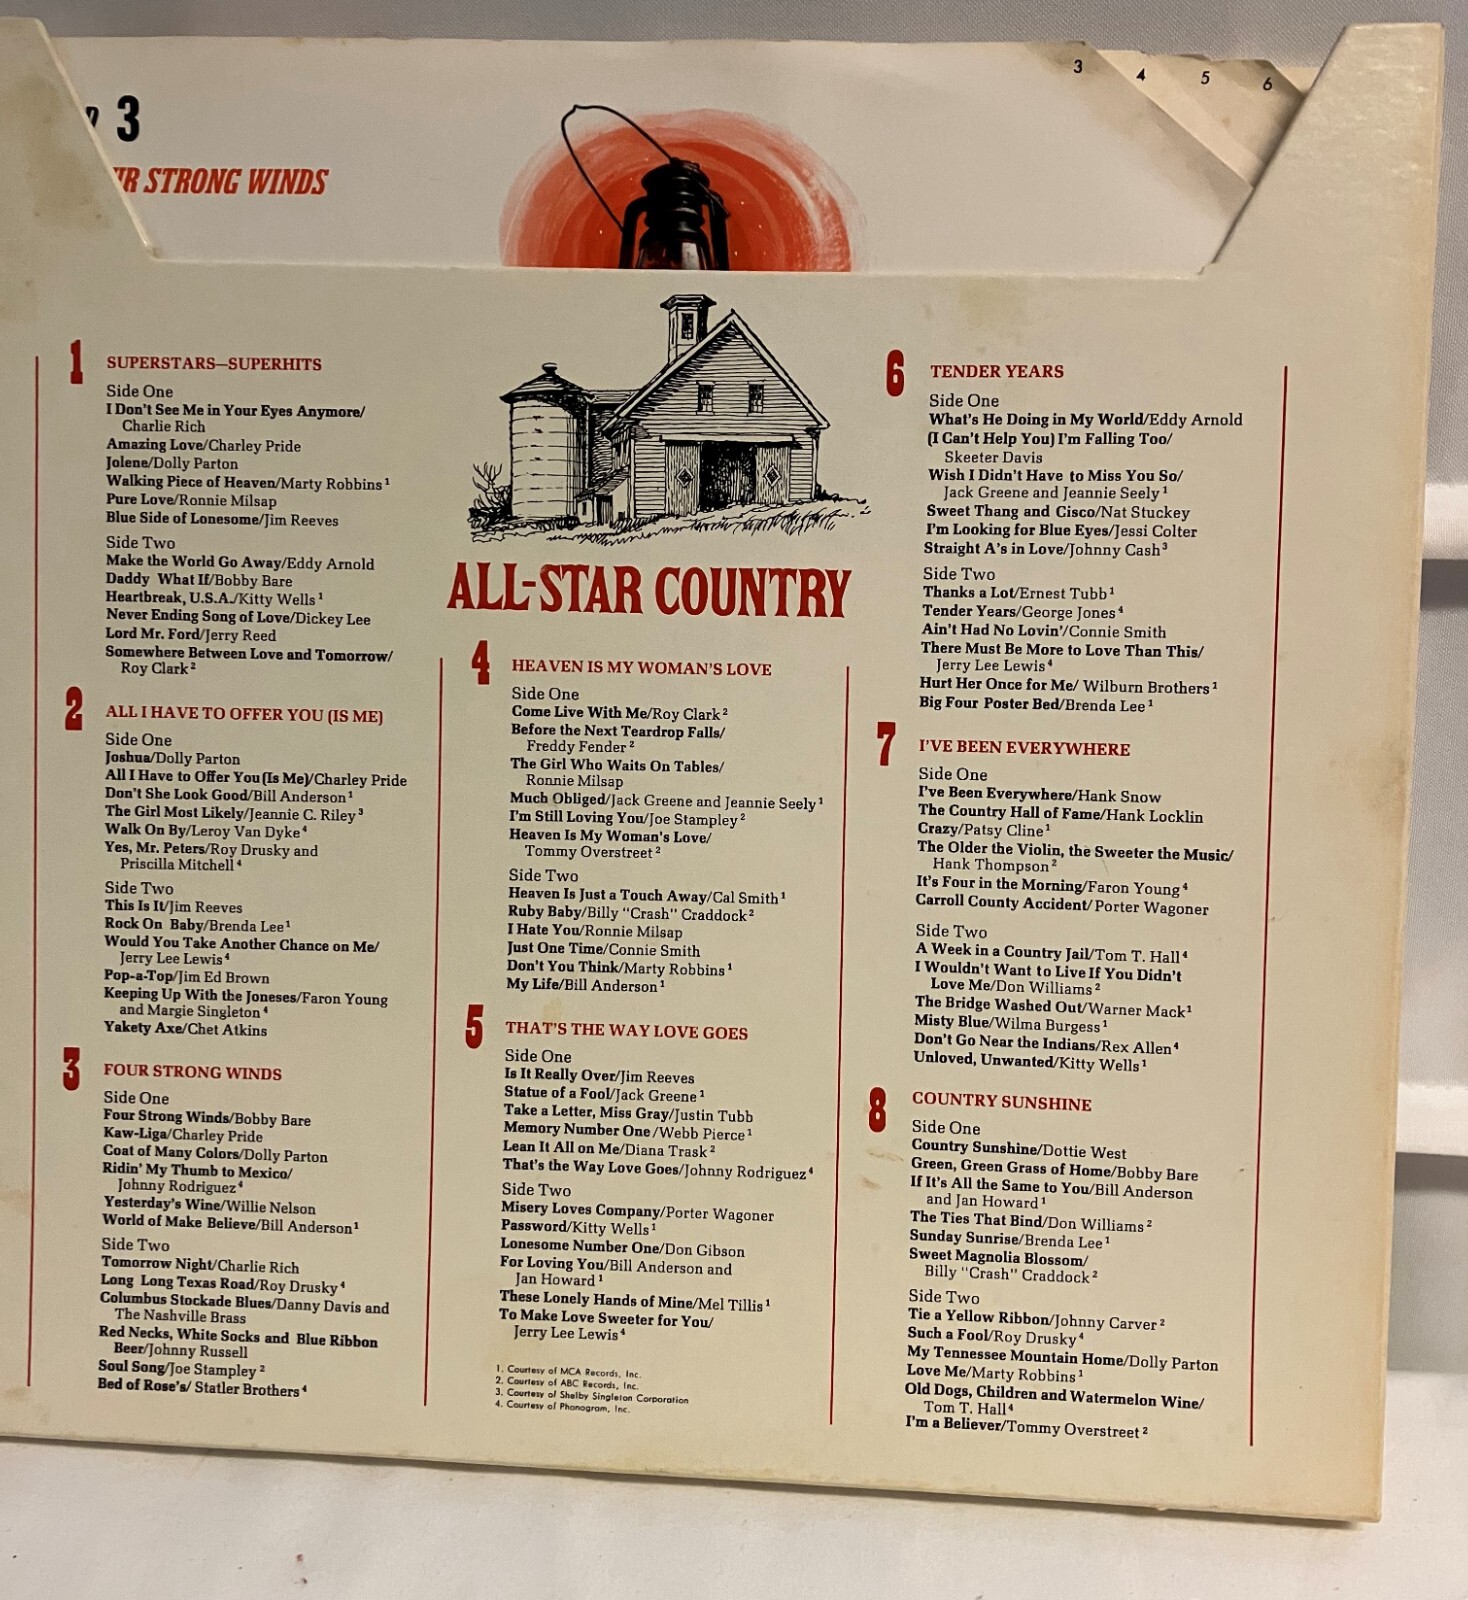 3
4
5
6
3
STRONG WINDS
1
SUPERSTARS—SUPERHITS
Side One
I Don't See Me in Your Eyes Anymore/
Charlie Rich
Amazing Love/Charley Pride
Jolene/Dolly Parton
Walking Piece of Heaven/Marty Robbins¹
Pure Love/Ronnie Milsap
Blue Side of Lonesome/Jim Reeves
Side Two
Make the World Go Away/Eddy Arnold
Daddy What If/Bobby Bare
Heartbreak, U.S.A./Kitty Wells¹
Never Ending Song of Love/Dickey Lee
Lord Mr. Ford/Jerry Reed
Somewhere Between Love and Tomorrow/
Roy Clark²
2
ALL I HAVE TO OFFER YOU (IS ME)
Side One
Joshua/Dolly Parton
All I Have to Offer You (Is Me)/Charley Pride
Don't She Look Good/Bill Anderson¹
The Girl Most Likely/Jeannie C. Riley³
Walk On By/Leroy Van Dyke⁴
Yes, Mr. Peters/Roy Drusky and
Priscilla Mitchell⁴
Side Two
This Is It/Jim Reeves
Rock On Baby/Brenda Lee¹
Would You Take Another Chance on Me/
Jerry Lee Lewis⁴
Pop-a-Top/Jim Ed Brown
Keeping Up With the Joneses/Faron Young
and Margie Singleton⁴
Yakety Axe/Chet Atkins
3
FOUR STRONG WINDS
Side One
Four Strong Winds/Bobby Bare
Kaw-Liga/Charley Pride
Coat of Many Colors/Dolly Parton
Ridin' My Thumb to Mexico/
Johnny Rodriguez⁴
Yesterday's Wine/Willie Nelson
World of Make Believe/Bill Anderson¹
Side Two
Tomorrow Night/Charlie Rich
Long Long Texas Road/Roy Drusky⁴
Columbus Stockade Blues/Danny Davis and
The Nashville Brass
Red Necks, White Socks and Blue Ribbon
Beer/Johnny Russell
Soul Song/Joe Stampley²
Bed of Rose's/ Statler Brothers⁴
ALL-STAR COUNTRY
4
HEAVEN IS MY WOMAN'S LOVE
Side One
Come Live With Me/Roy Clark²
Before the Next Teardrop Falls/
Freddy Fender²
The Girl Who Waits On Tables/
Ronnie Milsap
Much Obliged/Jack Greene and Jeannie Seely¹
I'm Still Loving You/Joe Stampley²
Heaven Is My Woman's Love/
Tommy Overstreet²
Side Two
Heaven Is Just a Touch Away/Cal Smith¹
Ruby Baby/Billy "Crash" Craddock²
I Hate You/Ronnie Milsap
Just One Time/Connie Smith
Don't You Think/Marty Robbins¹
My Life/Bill Anderson¹
5
THAT'S THE WAY LOVE GOES
Side One
Is It Really Over/Jim Reeves
Statue of a Fool/Jack Greene¹
Take a Letter, Miss Gray/Justin Tubb
Memory Number One/Webb Pierce¹
Lean It All on Me/Diana Trask²
That's the Way Love Goes/Johnny Rodriguez⁴
Side Two
Misery Loves Company/Porter Wagoner
Password/Kitty Wells¹
Lonesome Number One/Don Gibson
For Loving You/Bill Anderson and
Jan Howard¹
These Lonely Hands of Mine/Mel Tillis¹
To Make Love Sweeter for You/
Jerry Lee Lewis⁴
1. Courtesy of MCA Records, Inc.
2. Courtesy of ABC Records, Inc.
3. Courtesy of Shelby Singleton Corporation
4. Courtesy of Phonogram, Inc.
6
TENDER YEARS
Side One
What's He Doing in My World/Eddy Arnold
(I Can't Help You) I'm Falling Too/
Skeeter Davis
Wish I Didn't Have to Miss You So/
Jack Greene and Jeannie Seely¹
Sweet Thang and Cisco/Nat Stuckey
I'm Looking for Blue Eyes/Jessi Colter
Straight A's in Love/Johnny Cash³
Side Two
Thanks a Lot/Ernest Tubb¹
Tender Years/George Jones⁴
Ain't Had No Lovin'/Connie Smith
There Must Be More to Love Than This/
Jerry Lee Lewis⁴
Hurt Her Once for Me/ Wilburn Brothers¹
Big Four Poster Bed/Brenda Lee¹
7
I'VE BEEN EVERYWHERE
Side One
I've Been Everywhere/Hank Snow
The Country Hall of Fame/Hank Locklin
Crazy/Patsy Cline¹
The Older the Violin, the Sweeter the Music/
Hank Thompson²
It's Four in the Morning/Faron Young⁴
Carroll County Accident/Porter Wagoner
Side Two
A Week in a Country Jail/Tom T. Hall⁴
I Wouldn't Want to Live If You Didn't
Love Me/Don Williams²
The Bridge Washed Out/Warner Mack¹
Misty Blue/Wilma Burgess¹
Don't Go Near the Indians/Rex Allen⁴
Unloved, Unwanted/Kitty Wells¹
8
COUNTRY SUNSHINE
Side One
Country Sunshine/Dottie West
Green, Green Grass of Home/Bobby Bare
If It's All the Same to You/Bill Anderson
and Jan Howard¹
The Ties That Bind/Don Williams²
Sunday Sunrise/Brenda Lee¹
Sweet Magnolia Blossom/
Billy "Crash" Craddock²
Side Two
Tie a Yellow Ribbon/Johnny Carver²
Such a Fool/Roy Drusky⁴
My Tennessee Mountain Home/Dolly Parton
Love Me/Marty Robbins¹
Old Dogs, Children and Watermelon Wine/
Tom T. Hall⁴
I'm a Believer/Tommy Overstreet²